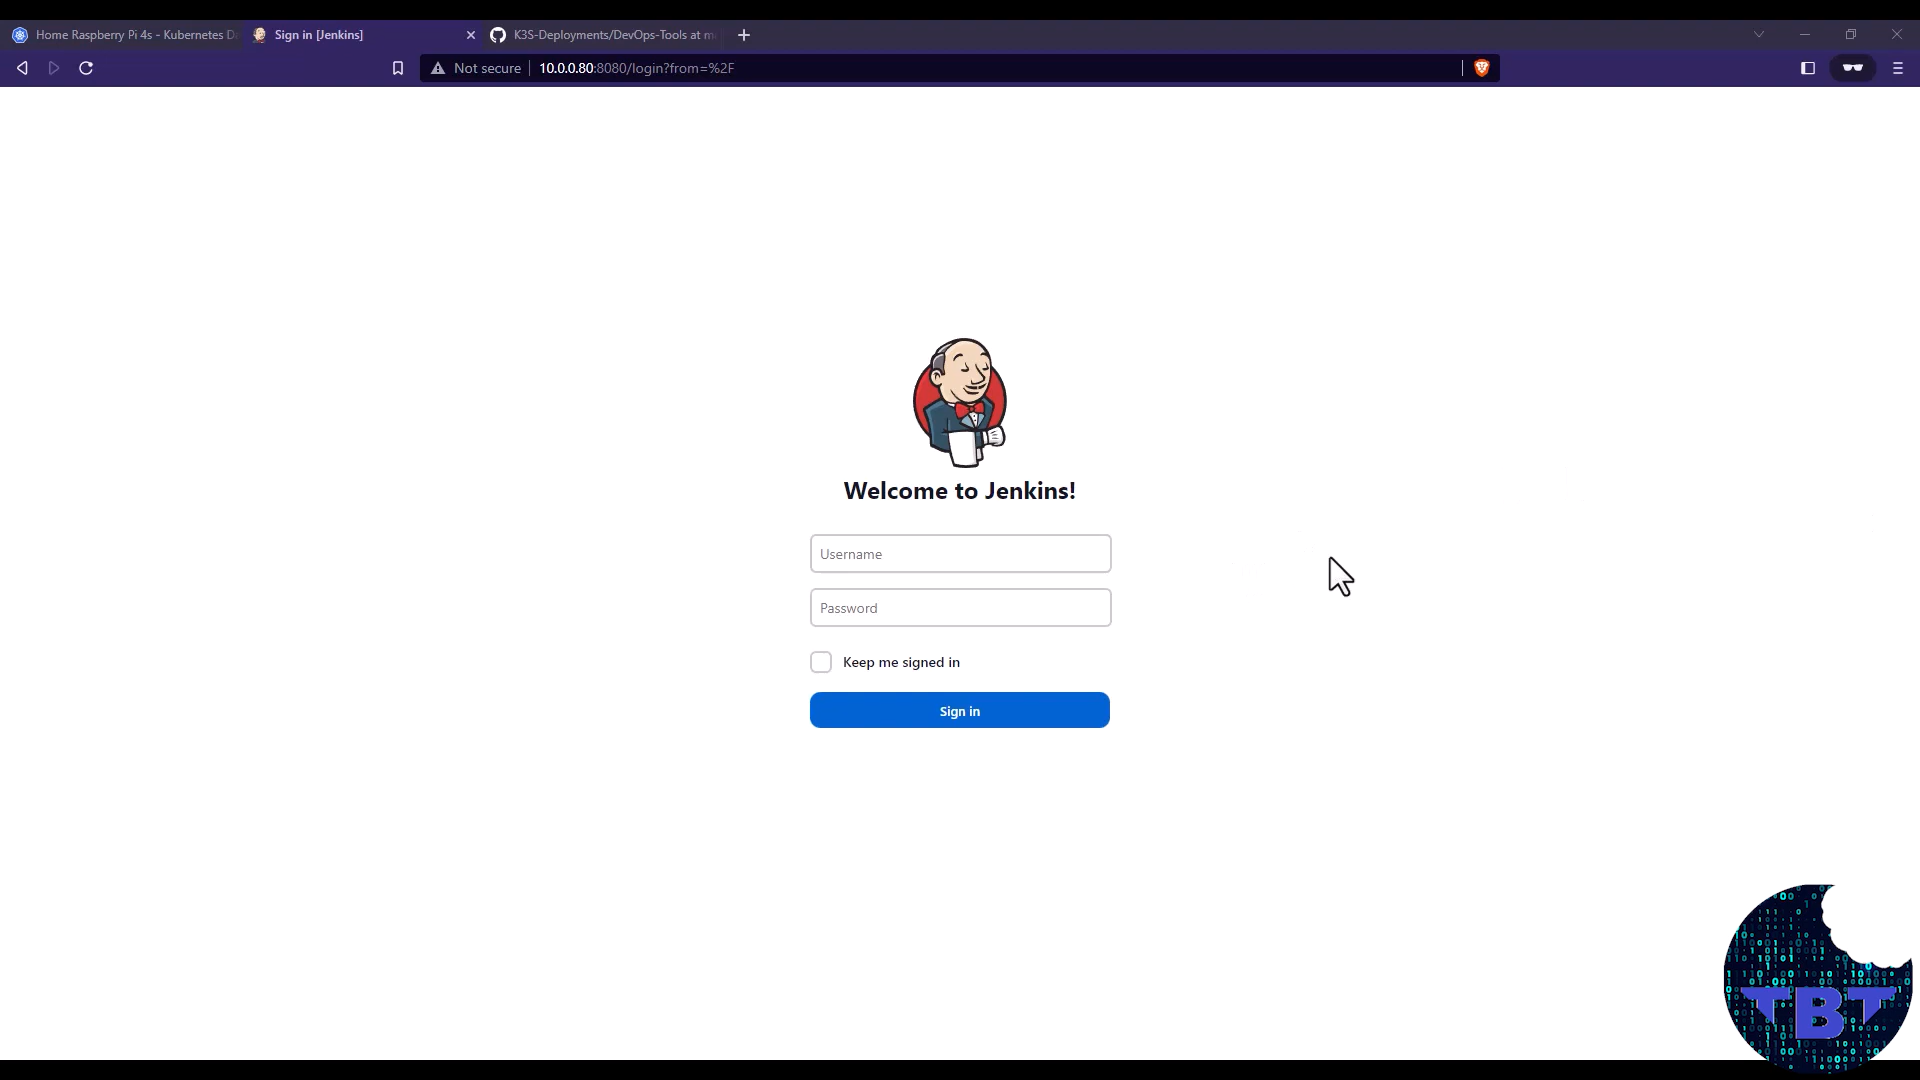 Home Raspberry Pi 4s - Kubernetes D
Sign in [Jenkins]
K3S-Deployments/DevOps-Tools at m
Not secure
10.0.0.80:8080/login?from=%2F
Welcome to Jenkins!
Username
Password
Keep me signed in
Sign in
TBT